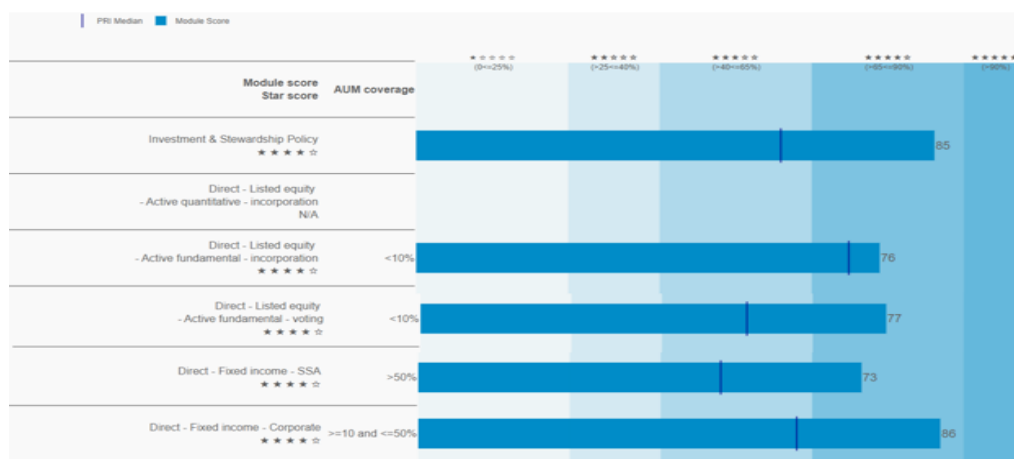 PRI Median Module Score
★☆☆☆☆ ★★☆☆☆ ★★★☆☆ ★★★★☆ ★★★★★
(0<=25%) (>25<=40%) (>40<=65%) (>65<=90%) (>90%)
Module score
Star score
AUM coverage
Investment & Stewardship Policy
★★★★☆
85
Direct - Listed equity
- Active quantitative - incorporation
N/A
Direct - Listed equity
- Active fundamental - incorporation
★★★★☆
<10%
76
Direct - Listed equity
- Active fundamental - voting
★★★★☆
<10%
77
Direct - Fixed income - SSA
★★★★☆
>50%
73
Direct - Fixed income - Corporate
★★★★☆
>=10 and <=50%
86